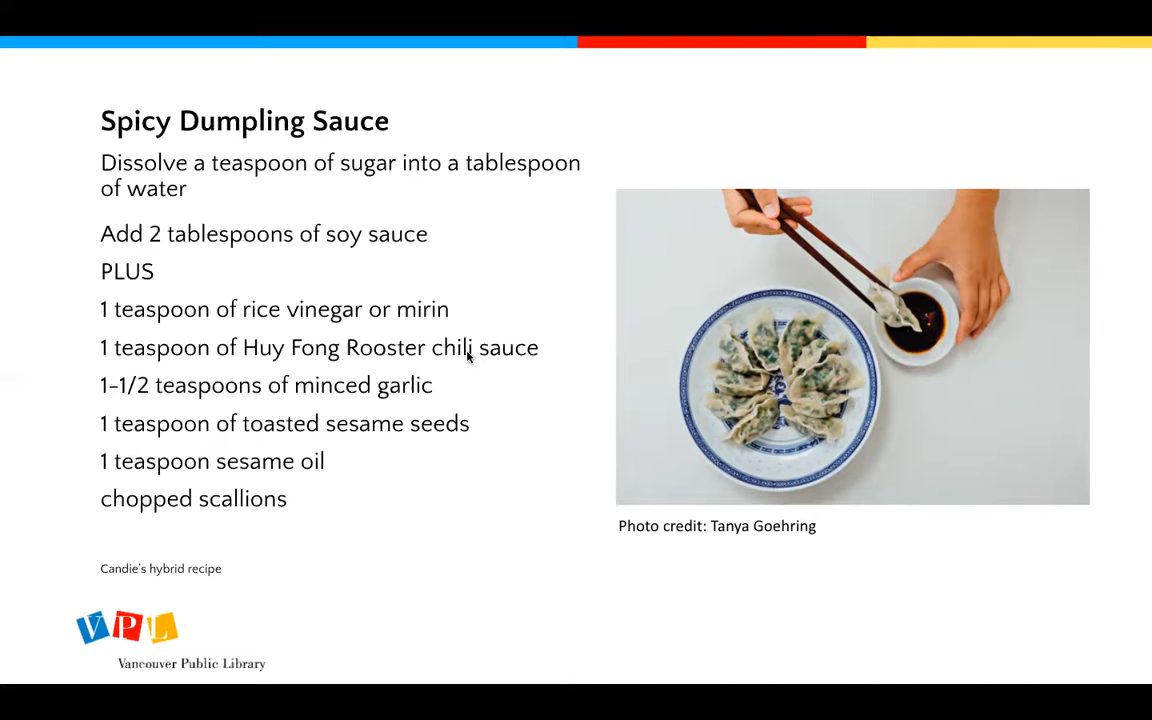 Spicy Dumpling Sauce
Dissolve a teaspoon of sugar into a tablespoon
of water
Add 2 tablespoons of soy sauce
PLUS
1 teaspoon of rice vinegar or mirin
1 teaspoon of Huy Fong Rooster chili sauce
1-1/2 teaspoons of minced garlic
1 teaspoon of toasted sesame seeds
1 teaspoon sesame oil
chopped scallions
Photo credit: Tanya Goehring
Candie's hybrid recipe
VPL
Vancouver Public Library